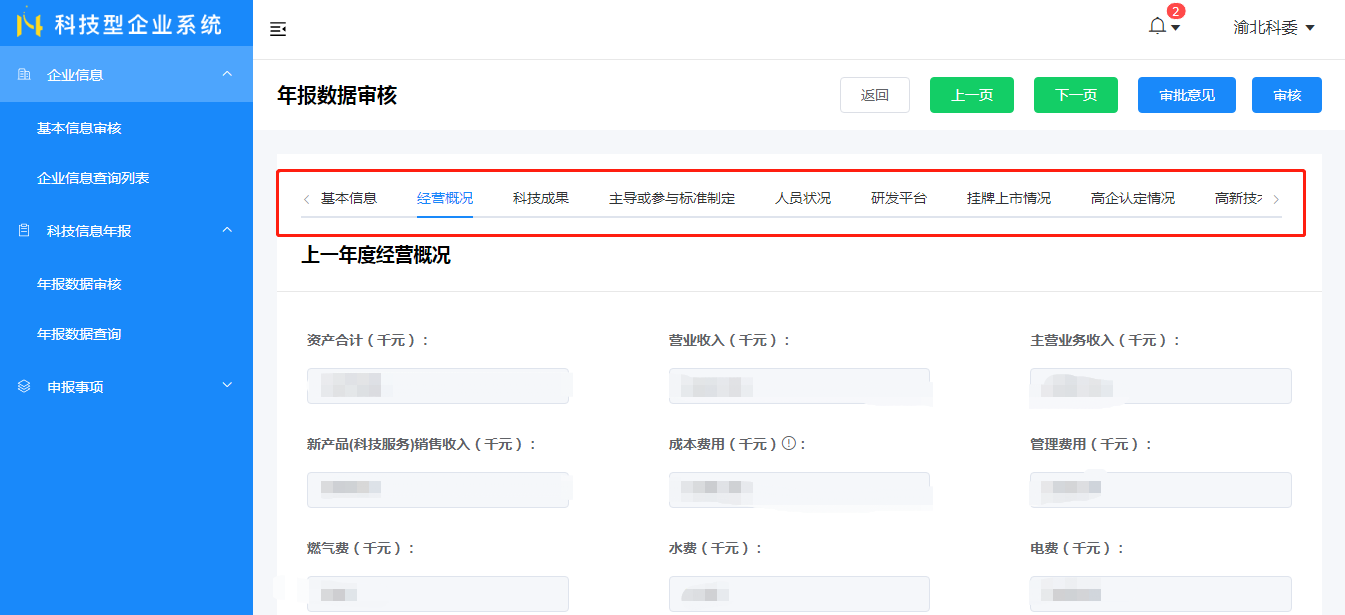 科技型企业系统
2
渝北科委
企业信息
基本信息审核
企业信息查询列表
科技信息年报
年报数据审核
年报数据查询
申报事项
年报数据审核
返回 上一页 下一页 审批意见 审核
基本信息 经营概况 科技成果 主导或参与标准制定 人员状况 研发平台 挂牌上市情况 高企认定情况 高新技
上一年度经营概况
资产合计（千元）： 营业收入（千元）： 主营业务收入（千元）：
新产品(科技服务)销售收入（千元）： 成本费用（千元）： 管理费用（千元）：
燃气费（千元）： 水费（千元）： 电费（千元）：